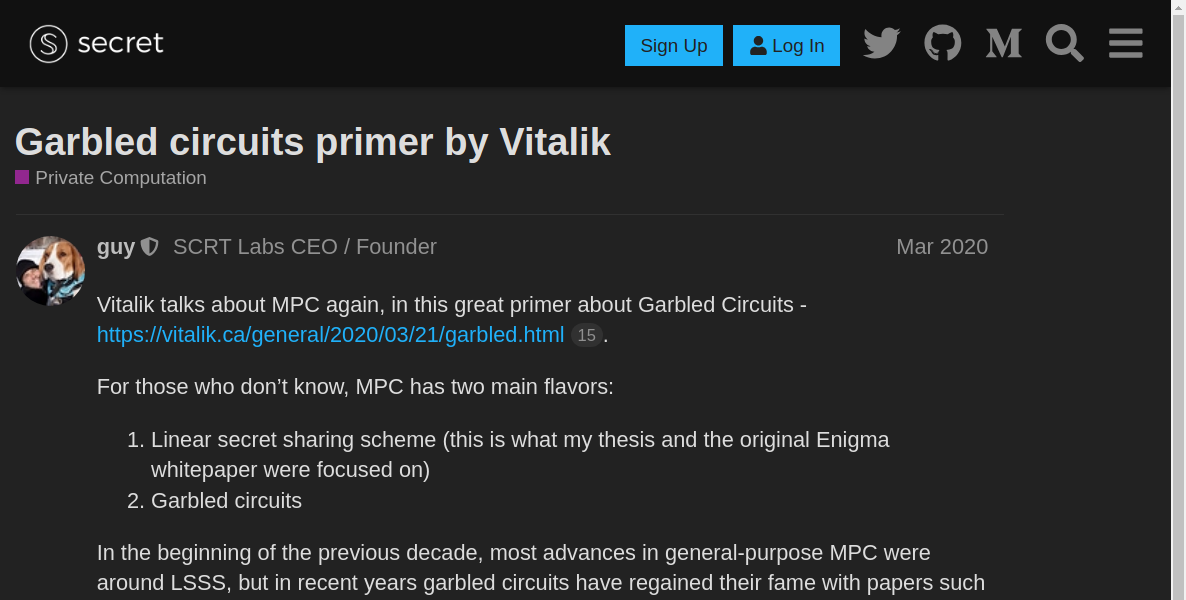 secret
Sign Up
Log In
Garbled circuits primer by Vitalik
Private Computation
guy SCRT Labs CEO / Founder Mar 2020
Vitalik talks about MPC again, in this great primer about Garbled Circuits -
https://vitalik.ca/general/2020/03/21/garbled.html 15 .
For those who don’t know, MPC has two main flavors:
1. Linear secret sharing scheme (this is what my thesis and the original Enigma
whitepaper were focused on)
2. Garbled circuits
In the beginning of the previous decade, most advances in general-purpose MPC were
around LSSS, but in recent years garbled circuits have regained their fame with papers such